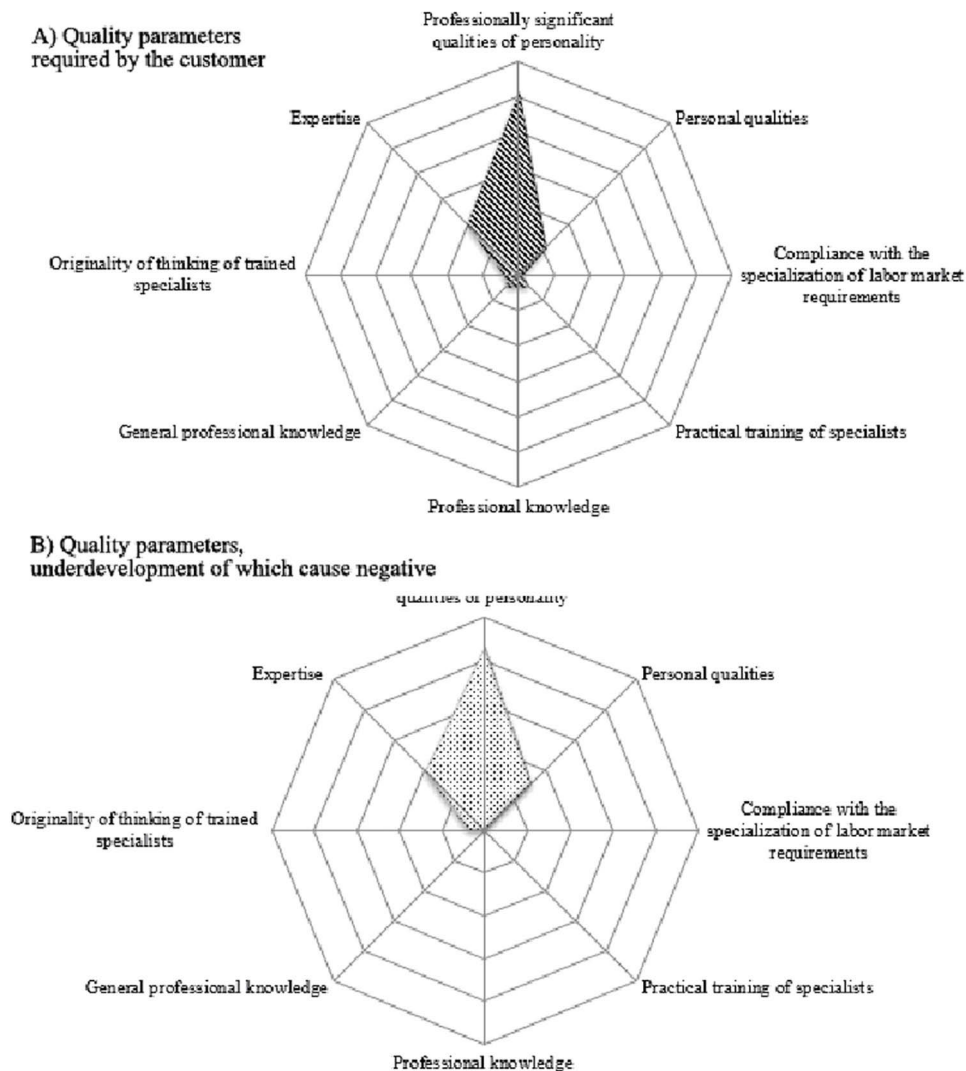 A) Quality parameters
required by the customer
Professionally significant
qualities of personality
Expertise
Personal qualities
Originality of thinking of trained
specialists
Compliance with the
specialization of labor market
requirements
General professional knowledge
Practical training of specialists
Professional knowledge
B) Quality parameters,
underdevelopment of which cause negative
qualities of personality
Expertise
Personal qualities
Originality of thinking of trained
specialists
Compliance with the
specialization of labor market
requirements
General professional knowledge
Practical training of specialists
Professional knowledge